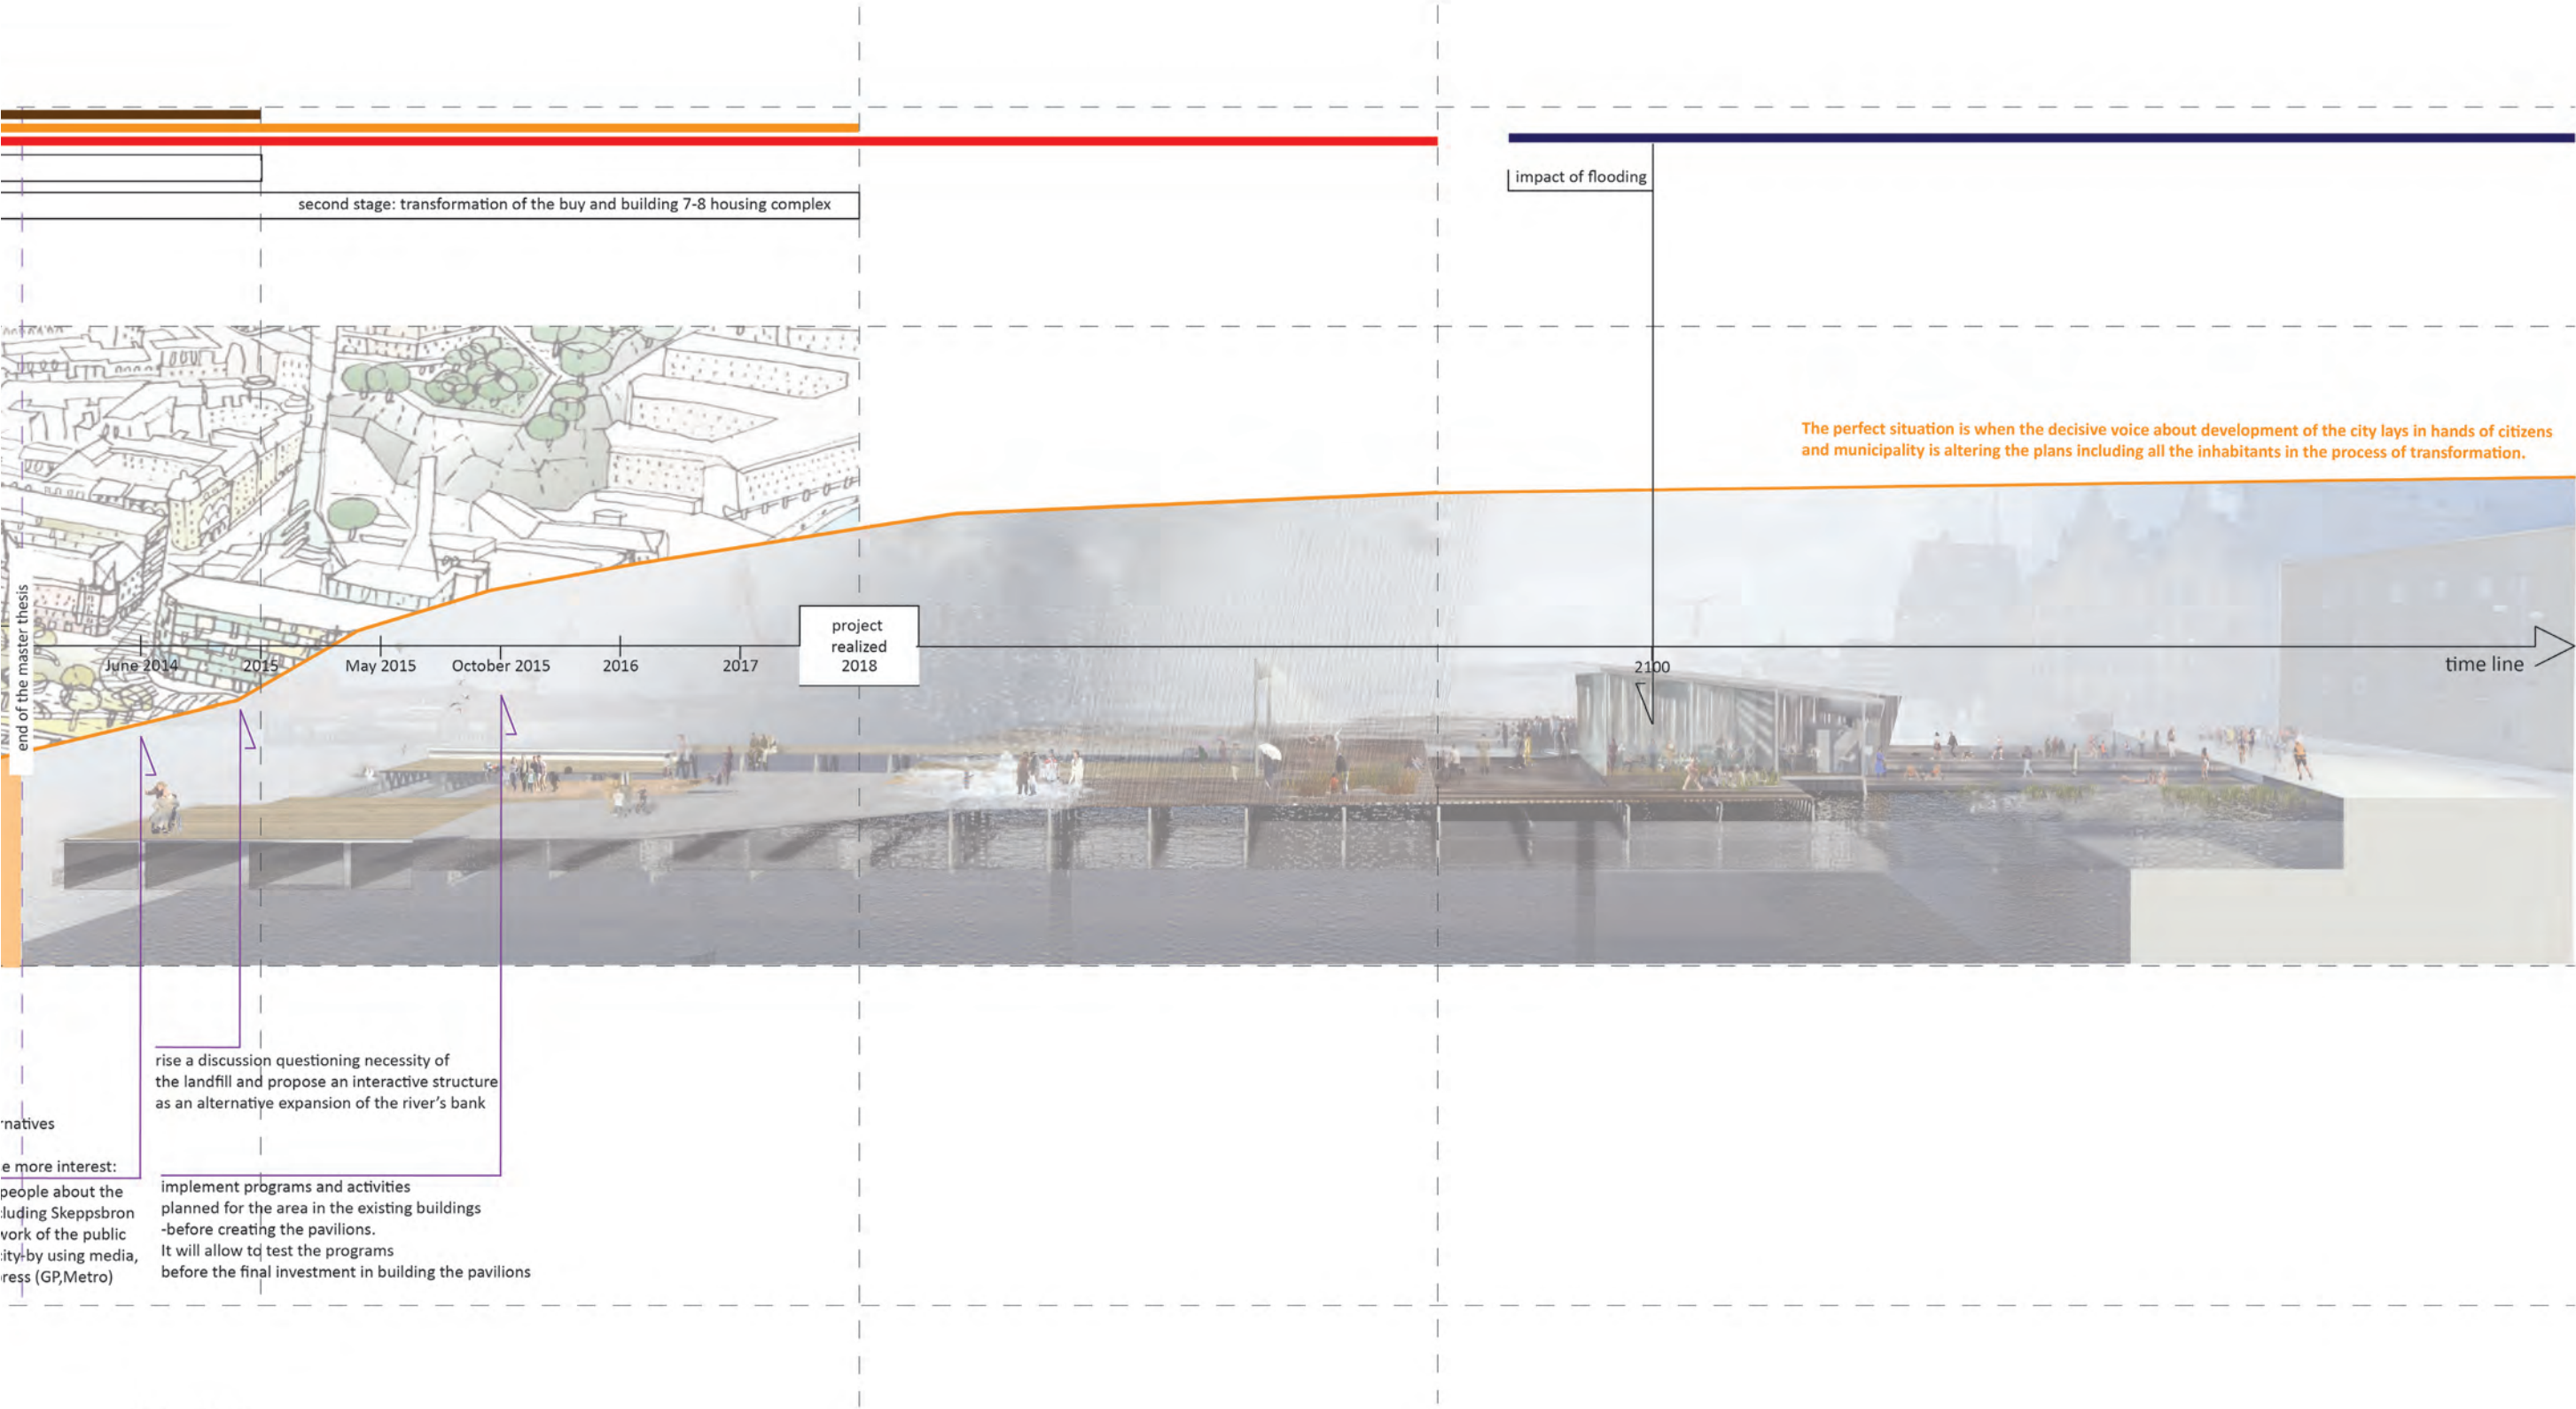 second stage: transformation of the buy and building 7-8 housing complex
impact of flooding
The perfect situation is when the decisive voice about development of the city lays in hands of citizens
and municipality is altering the plans including all the inhabitants in the process of transformation.
end of the master thesis
June 2014
2015
May 2015
October 2015
2016
2017
project
realized
2018
2100
time line
rise a discussion questioning necessity of
the landfill and propose an interactive structure
as an alternative expansion of the river's bank
rnatives
e more interest:
people about the
cluding Skeppsbron
work of the public
city-by using media,
ress (GP,Metro)
implement programs and activities
planned for the area in the existing buildings
-before creating the pavilions.
It will allow to test the programs
before the final investment in building the pavilions